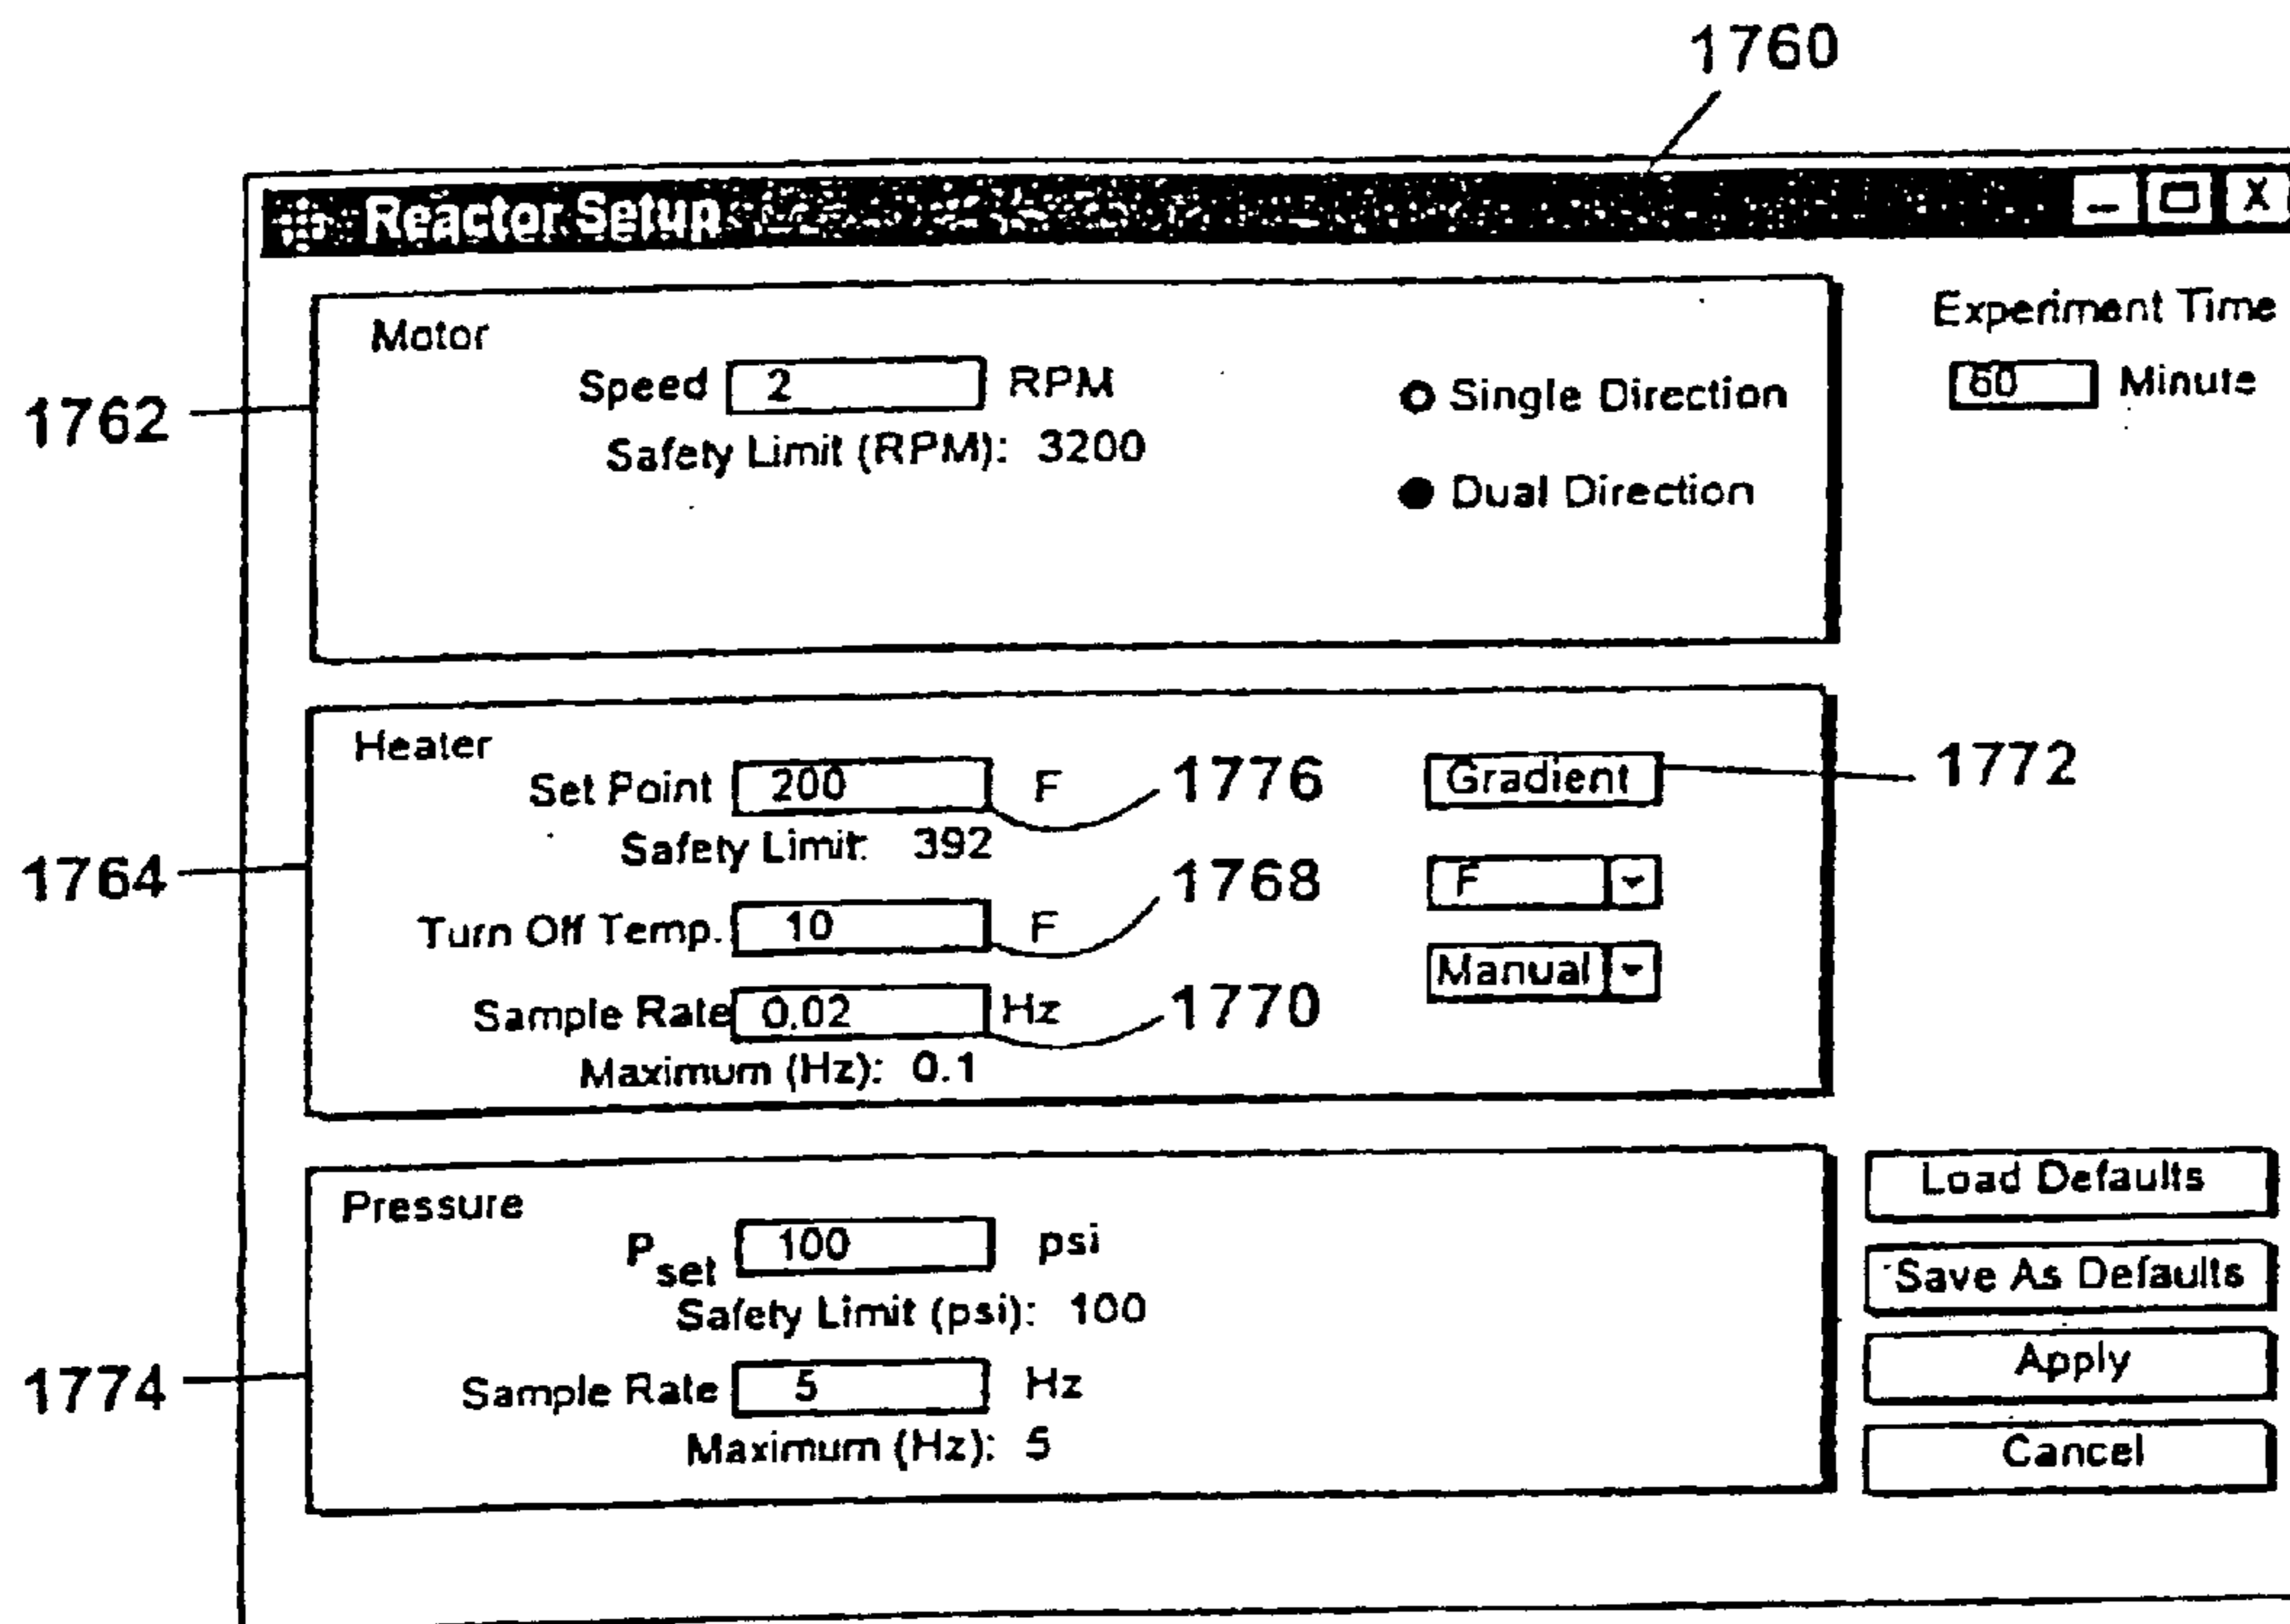 1760
Reactor Setup
Motor
Speed 2 RPM
Safety Limit (RPM): 3200
Single Direction
Dual Direction
Experiment Time
60 Minute
1762
Heater
Set Point 200 F
Safety Limit: 392
Turn Off Temp. 10 F
Sample Rate 0.02 Hz
Maximum (Hz): 0.1
1776
1768
1770
Gradient
F
Manual
1772
1764
Pressure
Pset 100 psi
Safety Limit (psi): 100
Sample Rate 5 Hz
Maximum (Hz): 5
1774
Load Defaults
Save As Defaults
Apply
Cancel